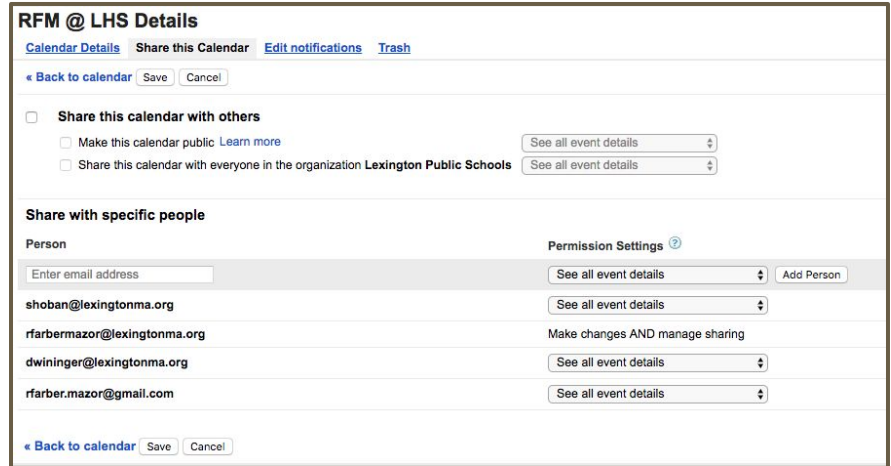 RFM @ LHS Details
Calendar Details Share this Calendar Edit notifications Trash
« Back to calendar Save Cancel
Share this calendar with others
Make this calendar public Learn more See all event details
Share this calendar with everyone in the organization Lexington Public Schools See all event details
Share with specific people
Person Permission Settings ?
Enter email address See all event details Add Person
shoban@lexingtonma.org See all event details
rfarbermazor@lexingtonma.org Make changes AND manage sharing
dwininger@lexingtonma.org See all event details
rfarber.mazor@gmail.com See all event details
« Back to calendar Save Cancel